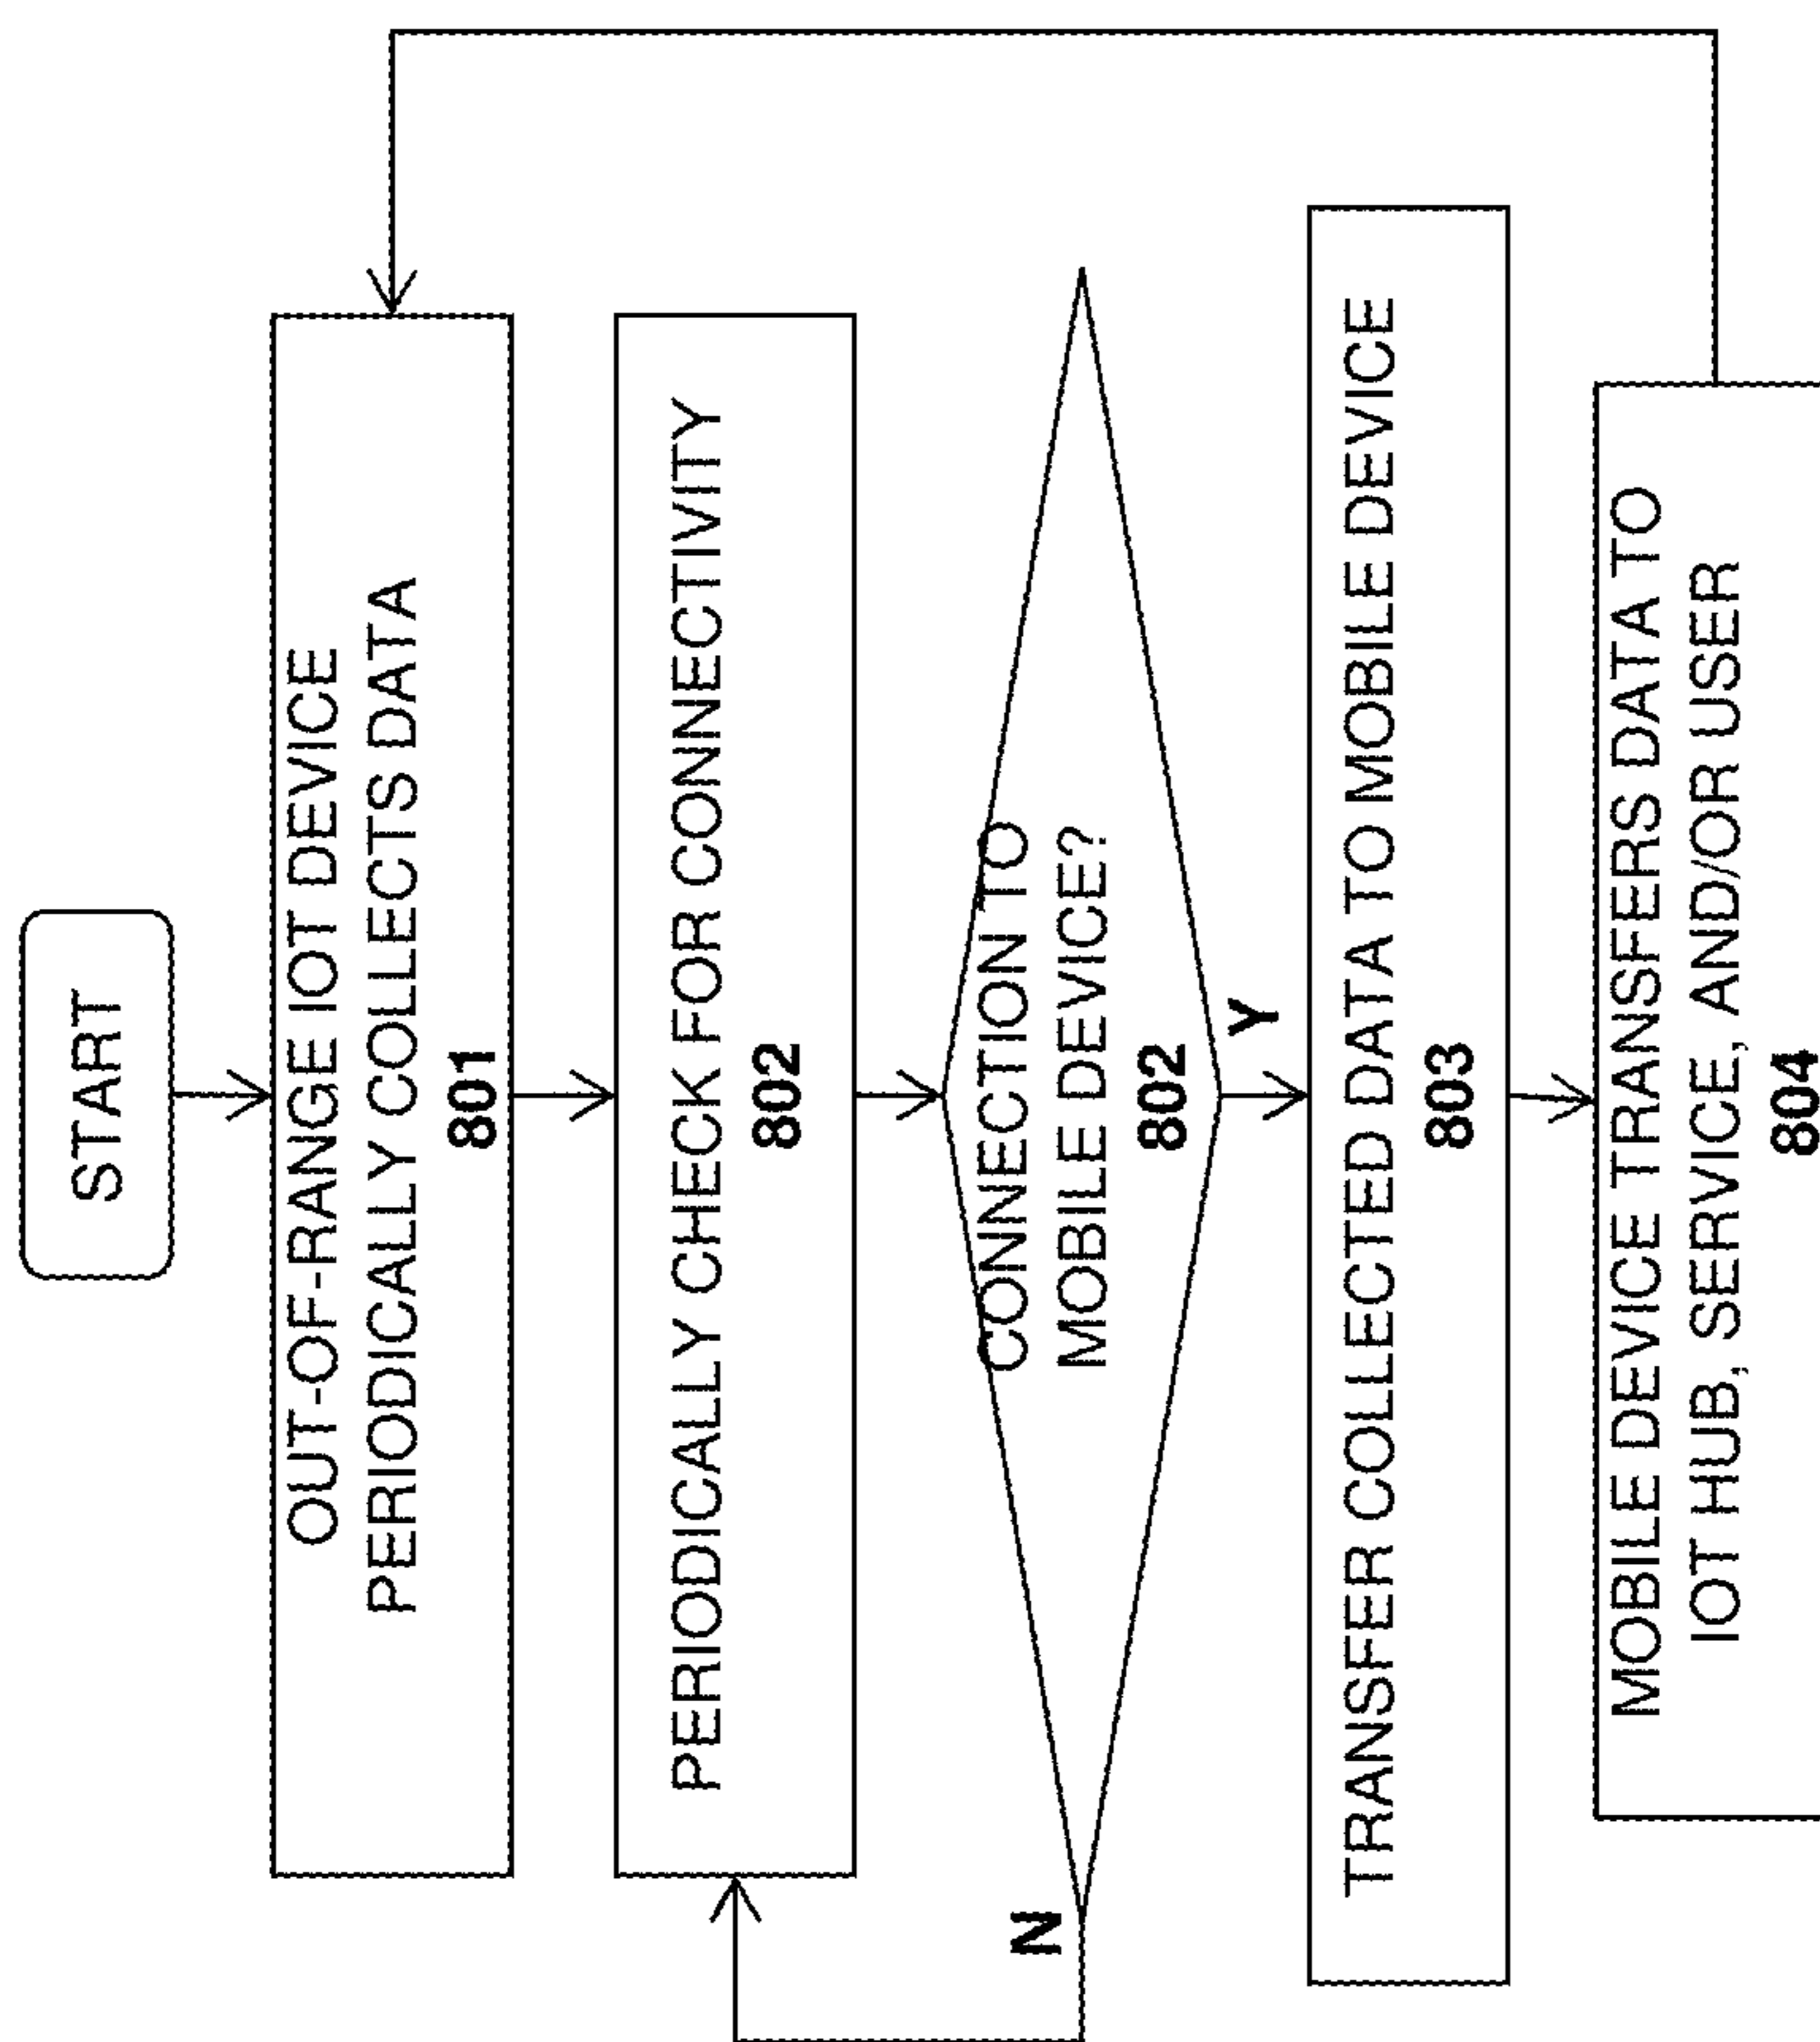 START
OUT-OF-RANGE IOT DEVICE
PERIODICALLY COLLECTS DATA
801
PERIODICALLY CHECK FOR CONNECTIVITY
802
CONNECTION TO
MOBILE DEVICE?
802
N
Y
TRANSFER COLLECTED DATA TO MOBILE DEVICE
803
MOBILE DEVICE TRANSFERS DATA TO
IOT HUB, SERVICE, AND/OR USER
804